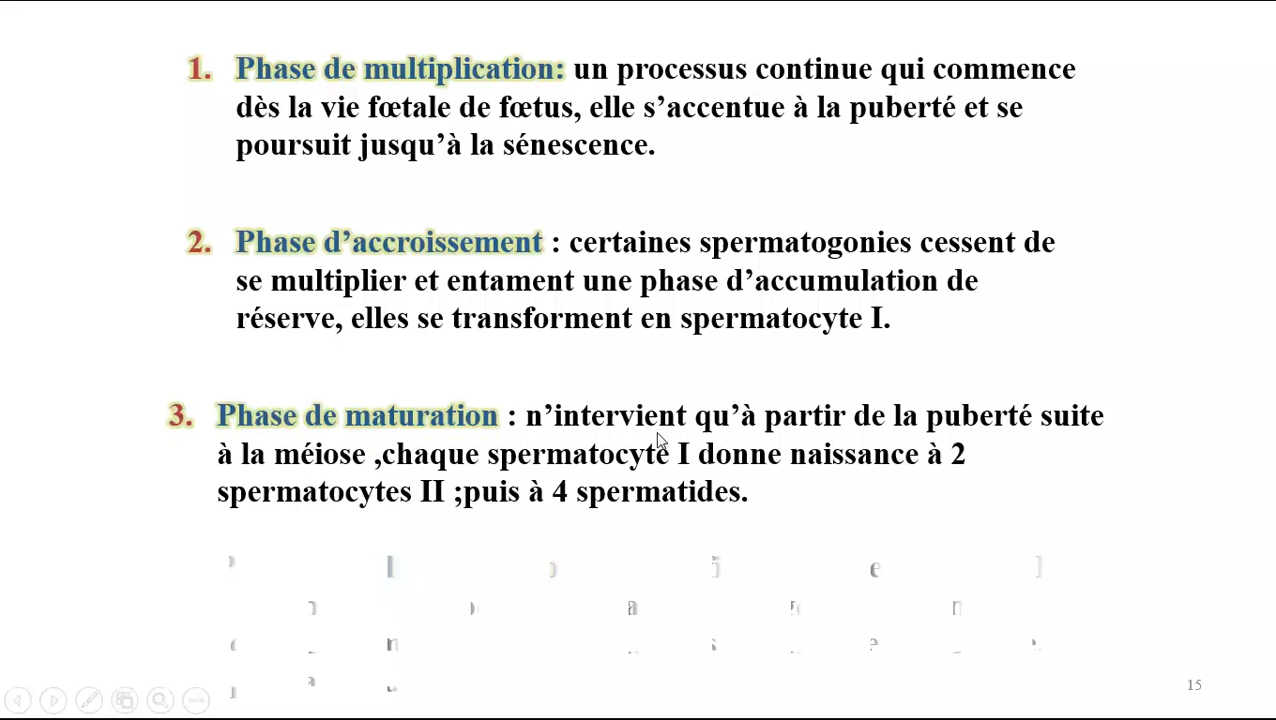 1. Phase de multiplication: un processus continue qui commence
dès la vie fœtale de fœtus, elle s’accentue à la puberté et se
poursuit jusqu’à la sénescence.
2. Phase d’accroissement : certaines spermatogonies cessent de
se multiplier et entament une phase d’accumulation de
réserve, elles se transforment en spermatocyte I.
3. Phase de maturation : n’intervient qu’à partir de la puberté suite
à la méiose ,chaque spermatocyte I donne naissance à 2
spermatocytes II ;puis à 4 spermatides.
15